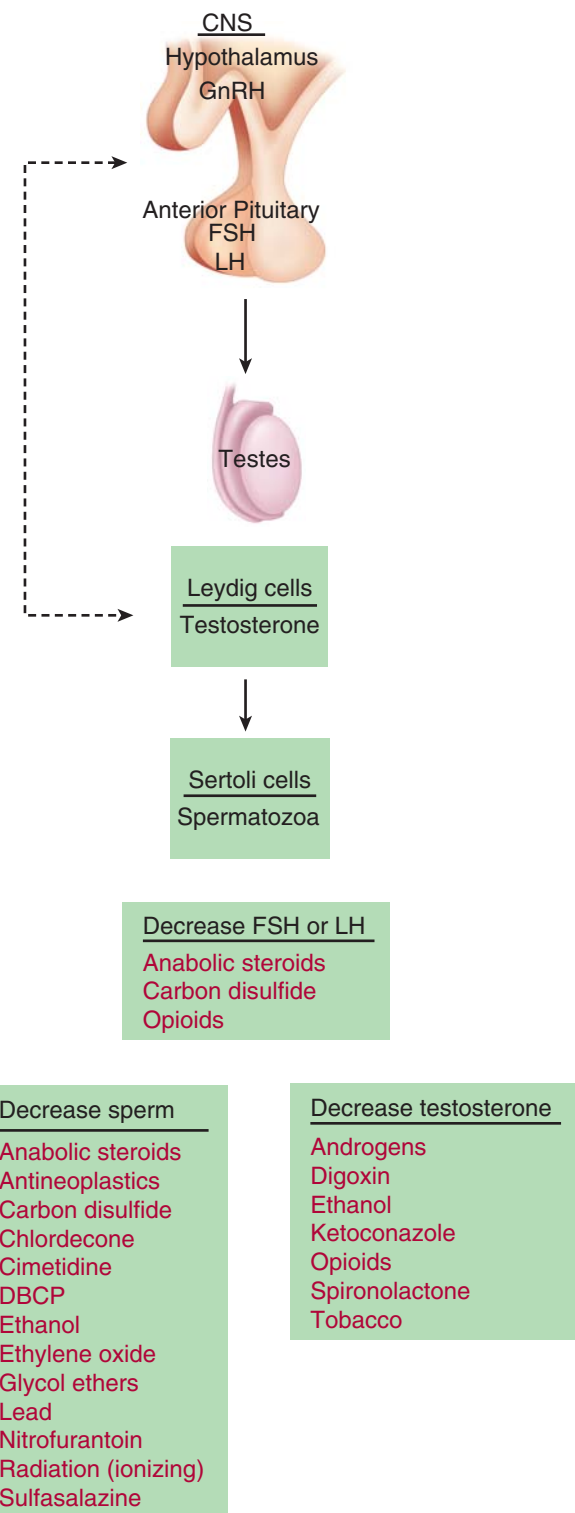 CNS
Hypothalamus
GnRH
Anterior Pituitary
FSH
LH
Testes
Leydig cells
Testosterone
Sertoli cells
Spermatozoa
Decrease FSH or LH
Anabolic steroids
Carbon disulfide
Opioids
Decrease sperm
Anabolic steroids
Antineoplastics
Carbon disulfide
Chlordecone
Cimetidine
DBCP
Ethanol
Ethylene oxide
Glycol ethers
Lead
Nitrofurantoin
Radiation (ionizing)
Sulfasalazine
Decrease testosterone
Androgens
Digoxin
Ethanol
Ketoconazole
Opioids
Spironolactone
Tobacco